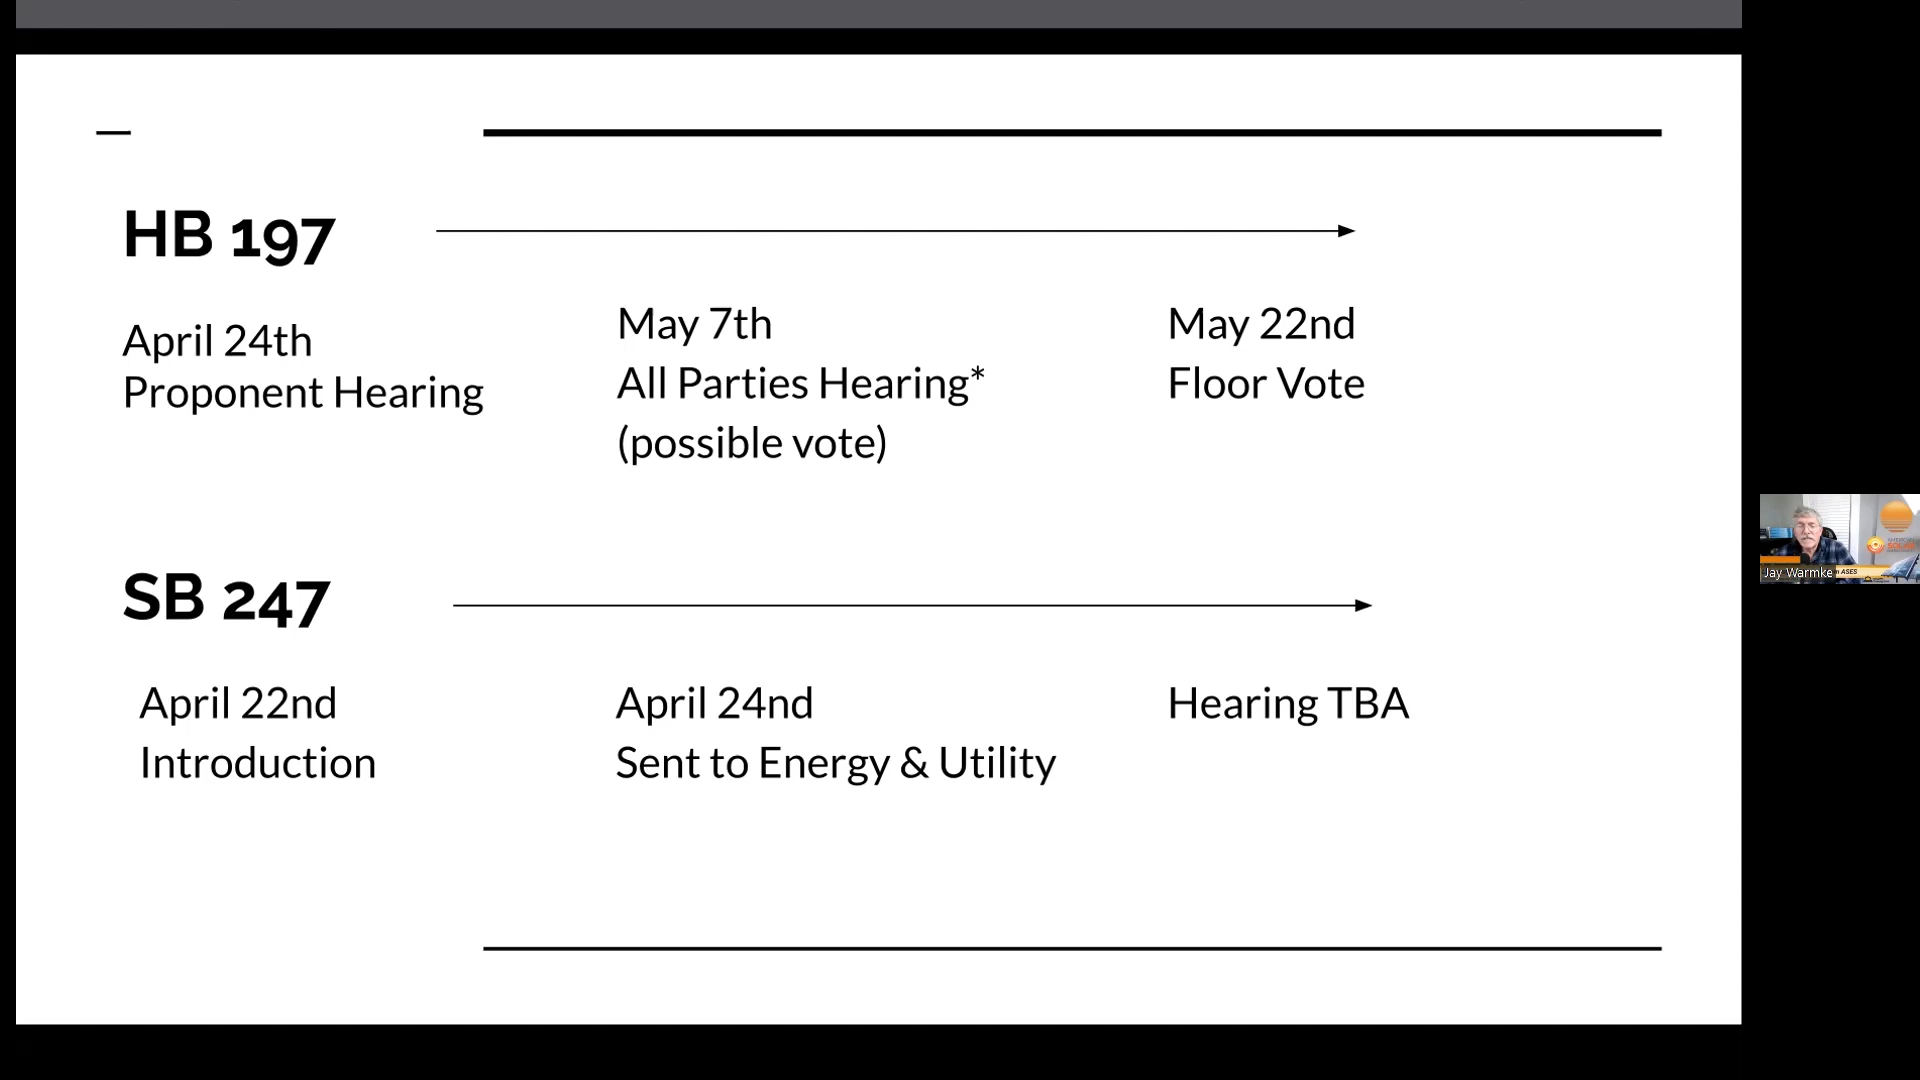 HB 197
April 24th
Proponent Hearing
May 7th
All Parties Hearing*
(possible vote)
May 22nd
Floor Vote
SB 247
April 22nd
Introduction
April 24nd
Sent to Energy & Utility
Hearing TBA
Jay Warmke
ASES